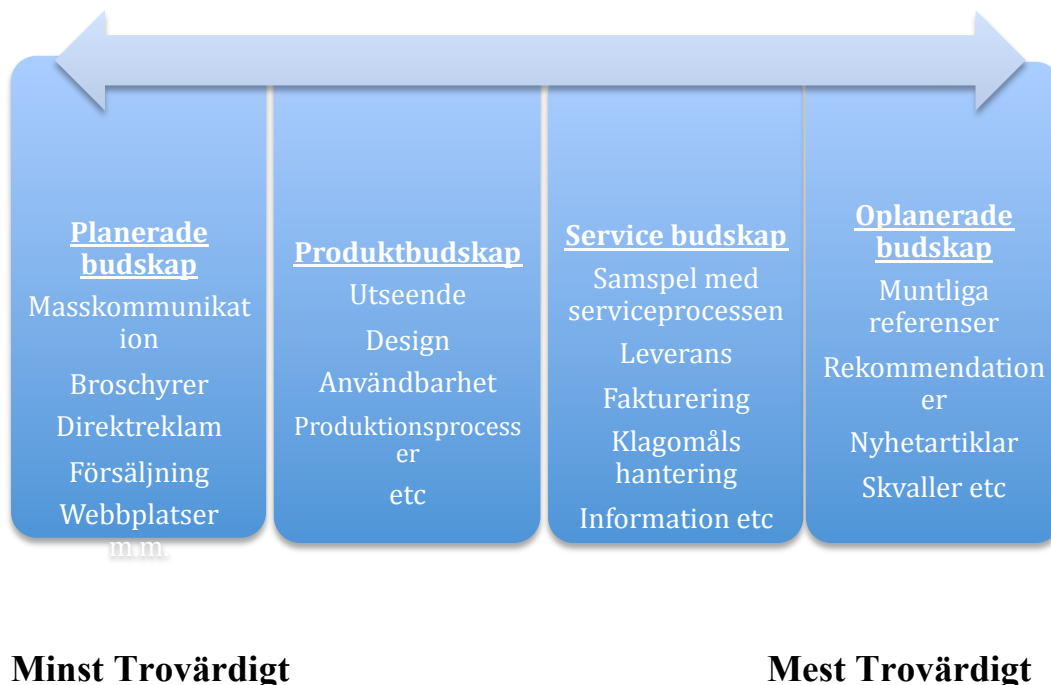 Planerade
budskap
Masskommunikat
ion
Broschyrer
Direktreklam
Försäljning
Webbplatser
m.m.
Produktbudskap
Utseende
Design
Användbarhet
Produktionsprocess
er
etc
Service budskap
Samspel med
serviceprocessen
Leverans
Fakturering
Klagomåls
hantering
Information etc
Oplanerade
budskap
Muntliga
referenser
Rekommendation
er
Nyhetartiklar
Skvaller etc
Minst Trovärdigt
Mest Trovärdigt